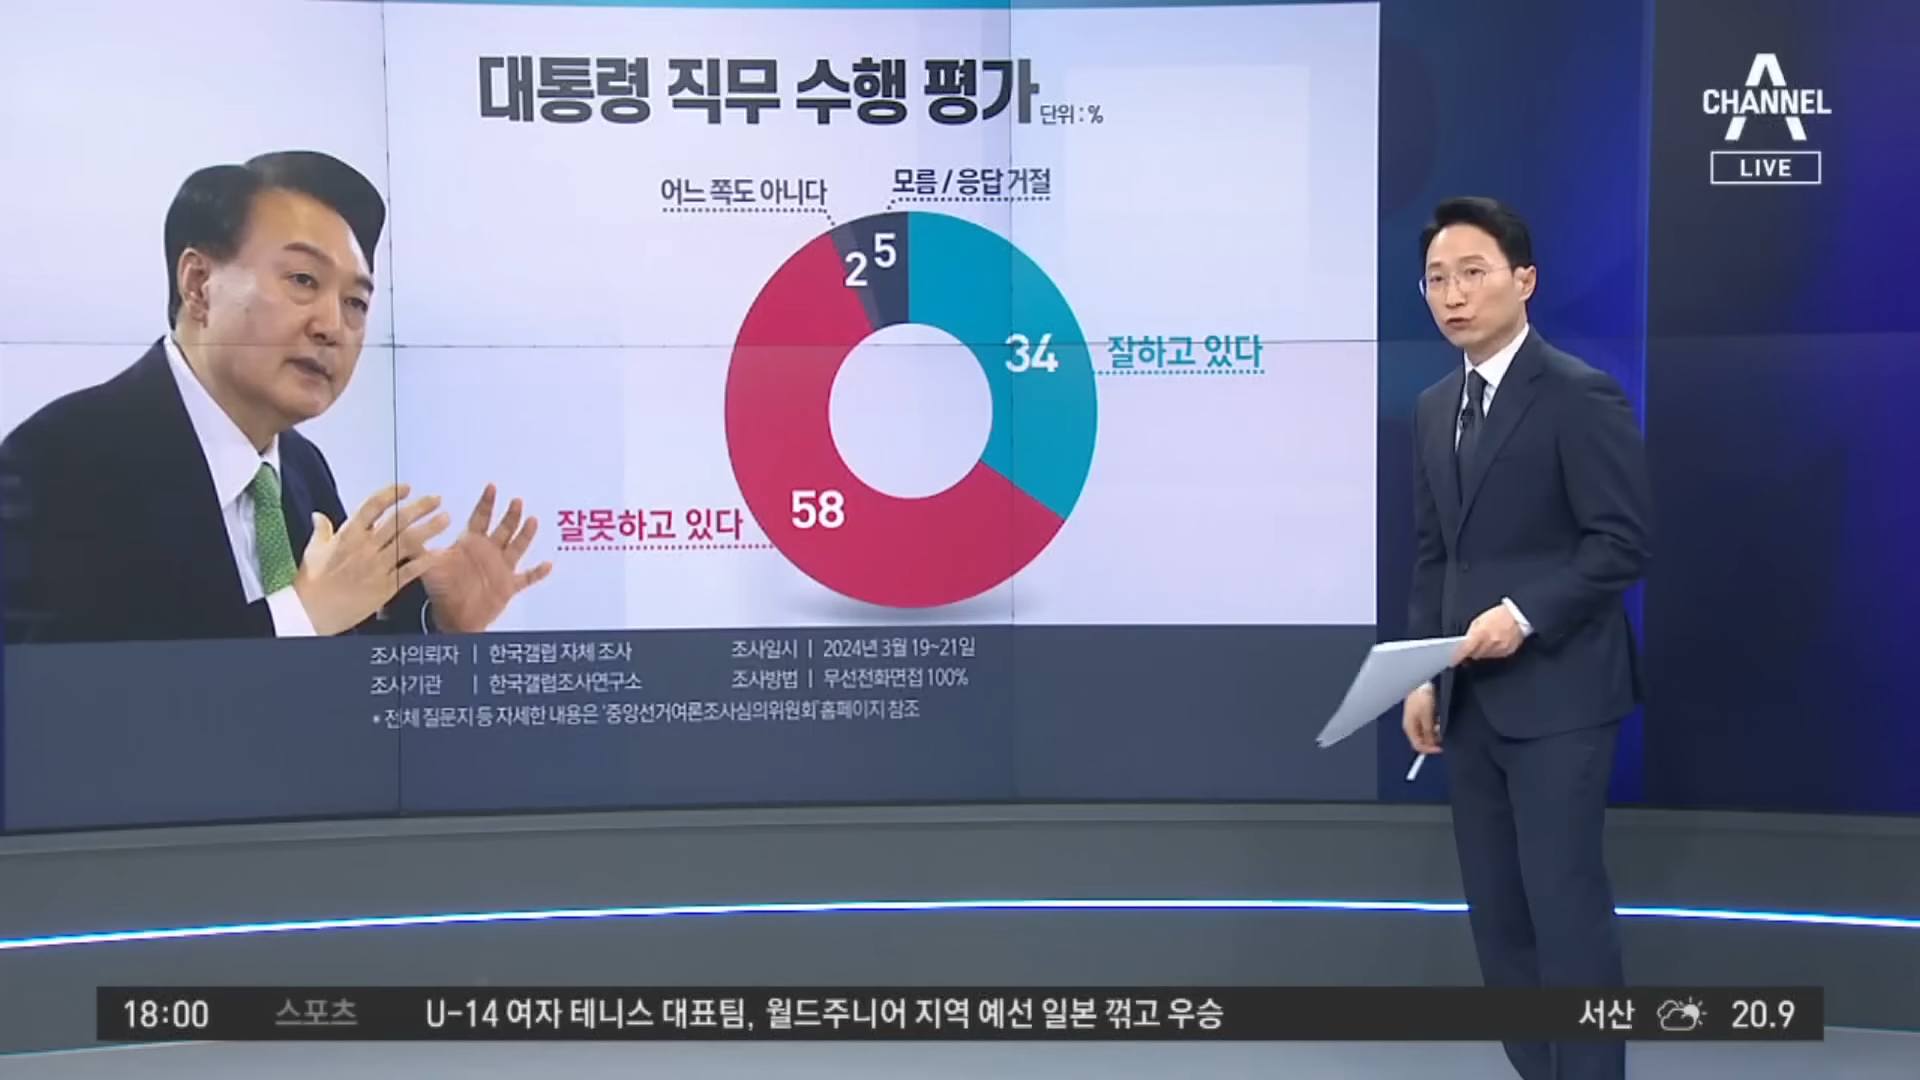 대통령 직무 수행 평가 단위 : %
CHANNEL A
LIVE
어느 쪽도 아니다
모름 / 응답 거절
2
5
34
잘하고 있다
58
잘못하고 있다
조사의뢰자 | 한국갤럽 자체 조사
조사일시 | 2024년 3월 19~21일
조사기관 | 한국갤럽조사연구소
조사방법 | 무선전화면접 100%
* 전체 질문지 등 자세한 내용은 '중앙선거여론조사심의위원회' 홈페이지 참조
18:00 스포츠 U-14 여자 테니스 대표팀, 월드주니어 지역 예선 일본 꺾고 우승 서산 20.9